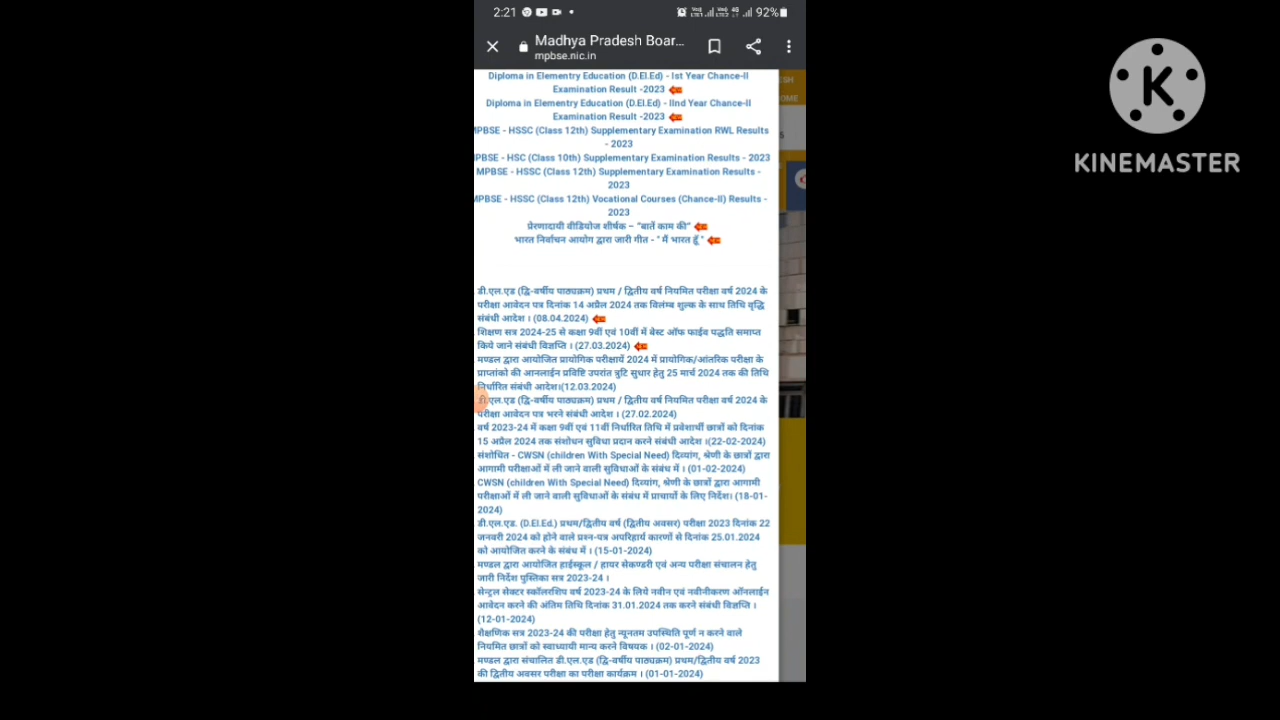 2:21
92%
Madhya Pradesh Boar...
mpbse.nic.in
Diploma in Elementry Education (D.El.Ed) - Ist Year Chance-II
Examination Result -2023
Diploma in Elementry Education (D.El.Ed) - IInd Year Chance-II
Examination Result -2023
MPBSE - HSSC (Class 12th) Supplementary Examination RWL Results
- 2023
PBSE - HSC (Class 10th) Supplementary Examination Results - 2023
MPBSE - HSSC (Class 12th) Supplementary Examination Results -
2023
MPBSE - HSSC (Class 12th) Vocational Courses (Chance-II) Results -
2023
प्रेरणादायी वीडियोज शीर्षक – "बातें काम की"
भारत निर्वाचन आयोग द्वारा जारी गीत - " मैं भारत हूँ "
डी.एल.एड (द्वि-वर्षीय पाठ्यक्रम) प्रथम / द्वितीय वर्ष नियमित परीक्षा वर्ष 2024 के
परीक्षा आवेदन पत्र दिनांक 14 अप्रैल 2024 तक विलंम्ब शुल्क के साथ तिथि वृद्धि
संबंधी आदेश । (08.04.2024)
शिक्षण सत्र 2024-25 से कक्षा 9वीं एवं 10वीं में बेस्ट ऑफ फाईव पद्धति समाप्त
किये जाने संबंधी विज्ञप्ति । (27.03.2024)
मण्डल द्वारा आयोजित प्रायोगिक परीक्षायें 2024 में प्रायोगिक/आंतरिक परीक्षा के
प्राप्तांको की आनलाईन प्रविष्टि उपरांत त्रुटि सुधार हेतु 25 मार्च 2024 तक की तिथि
निर्धारित संबंधी आदेश।(12.03.2024)
डी.एल.एड (द्वि-वर्षीय पाठ्यक्रम) प्रथम / द्वितीय वर्ष नियमित परीक्षा वर्ष 2024 के
परीक्षा आवेदन पत्र भरने संबंधी आदेश । (27.02.2024)
वर्ष 2023-24 में कक्षा 9वीं एवं 11वीं निर्धारित तिथि में प्रवेशार्थी छात्रों को दिनांक
15 अप्रैल 2024 तक संशोधन सुविधा प्रदान करने संबंधी आदेश ।(22-02-2024)
संशोधित - CWSN (children With Special Need) दिव्यांग, श्रेणी के छात्रों द्वारा
आगामी परीक्षाओं में ली जाने वाली सुविधाओं के संबंध में । (01-02-2024)
CWSN (children With Special Need) दिव्यांग, श्रेणी के छात्रों द्वारा आगामी
परीक्षाओं में ली जाने वाली सुविधाओं के संबंध में प्राचार्यो के लिए निर्देश। (18-01-
2024)
डी.एल.एड. (D.El.Ed.) प्रथम/द्वितीय वर्ष (द्वितीय अवसर) परीक्षा 2023 दिनांक 22
जनवरी 2024 को होने वाले प्रश्न-पत्र अपरिहार्य कारणों से दिनांक 25.01.2024
को आयोजित करने के संबंध में । (15-01-2024)
मण्डल द्वारा आयोजित हाईस्कूल / हायर सेकण्डरी एवं अन्य परीक्षा संचालन हेतु
जारी निर्देश पुस्तिका सत्र 2023-24 ।
सेन्ट्रल सेक्टर स्कॉलरशिप वर्ष 2023-24 के लिये नवीन एवं नवीनीकरण ऑनलाईन
आवेदन करने की अंतिम तिथि दिनांक 31.01.2024 तक करने संबंधी विज्ञप्ति ।
(12-01-2024)
शैक्षणिक सत्र 2023-24 की परीक्षा हेतु न्यूनतम उपस्थिति पूर्ण न करने वाले
नियमित छात्रों को स्वाध्यायी मान्य करने विषयक । (02-01-2024)
मण्डल द्वारा संचालित डी.एल.एड (द्वि-वर्षीय पाठ्यक्रम) प्रथम/द्वितीय वर्ष 2023
की द्वितीय अवसर परीक्षा का परीक्षा कार्यक्रम । (01-01-2024)
K
KINEMASTER